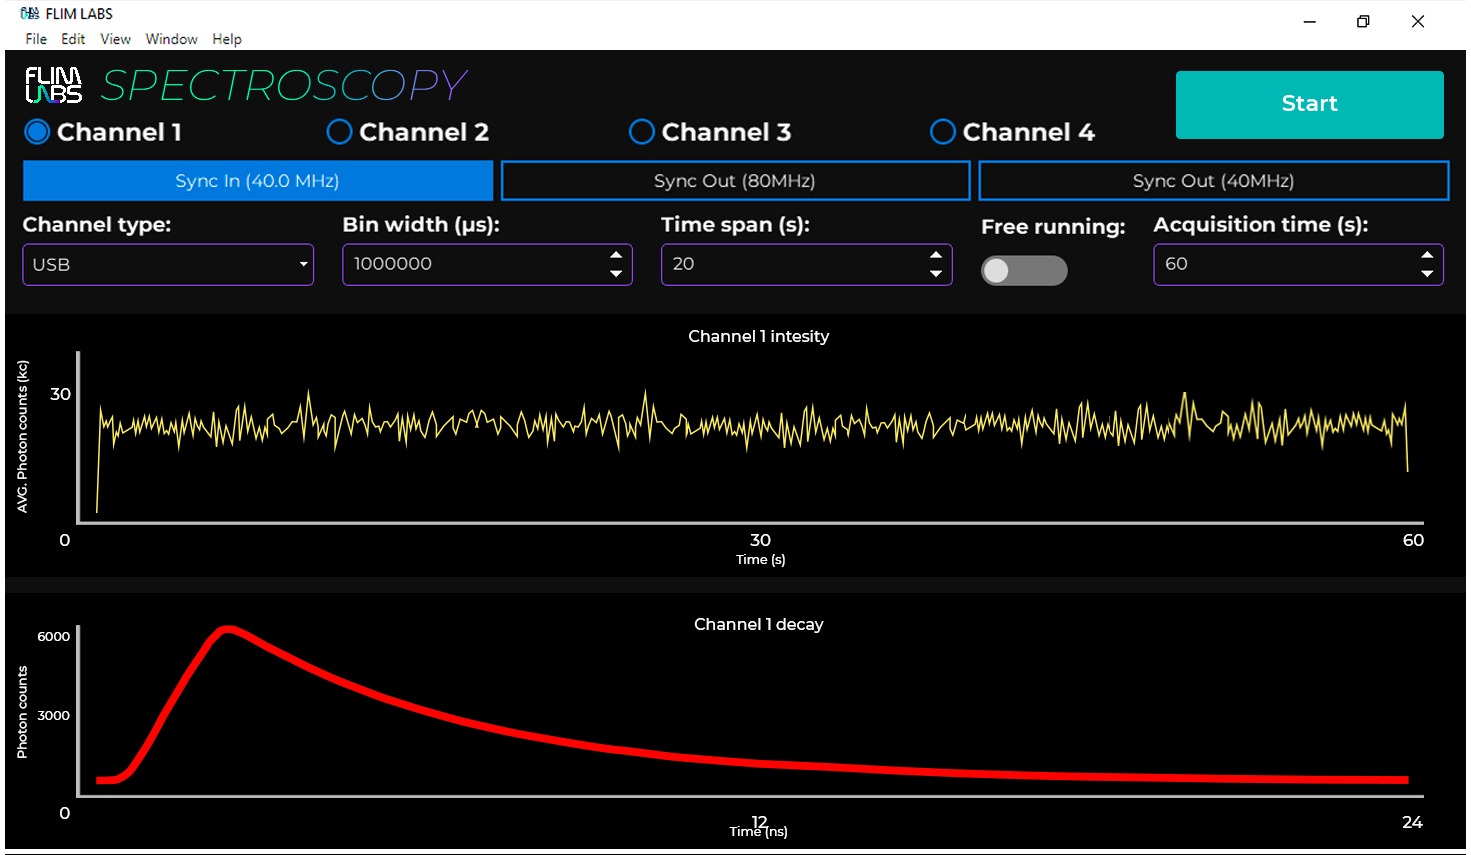 FLIM LABS
File Edit View Window Help
FLIM LABS SPECTROSCOPY
Start
Channel 1 Channel 2 Channel 3 Channel 4
Sync In (40.0 MHz) Sync Out (80MHz) Sync Out (40MHz)
Channel type: Bin width (µs): Time span (s): Free running: Acquisition time (s):
USB 1000000 20 60
Channel 1 intesity
AVG. Photon counts (kc)
30
0 30 60
Time (s)
Channel 1 decay
Photon counts
6000
3000
0 12 24
Time (ns)